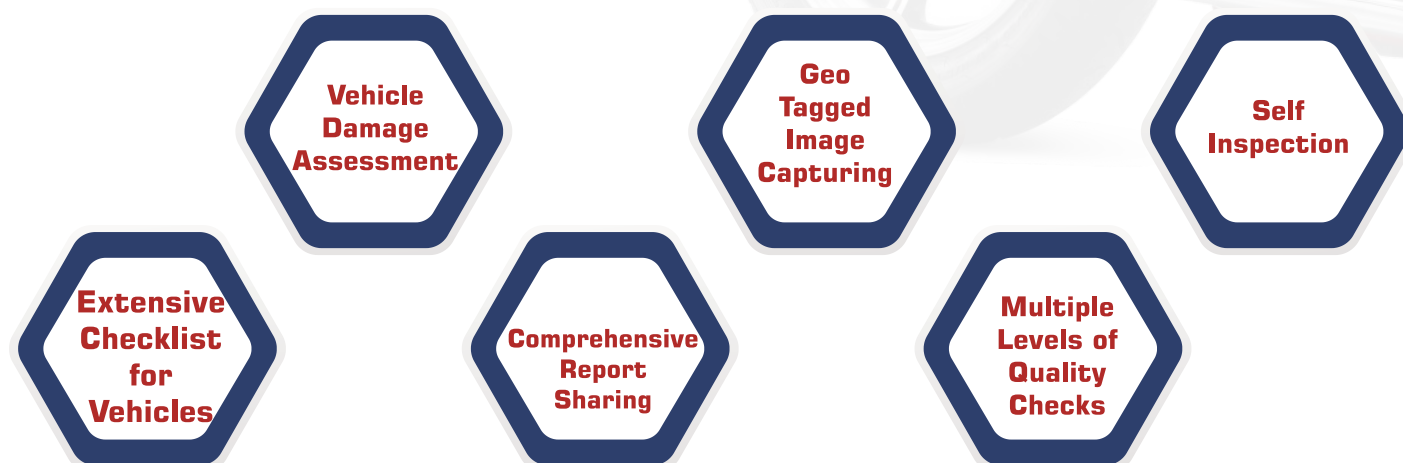 Vehicle
Damage
Assessment
Geo
Tagged
Image
Capturing
Self
Inspection
Extensive
Checklist
for
Vehicles
Comprehensive
Report
Sharing
Multiple
Levels of
Quality
Checks